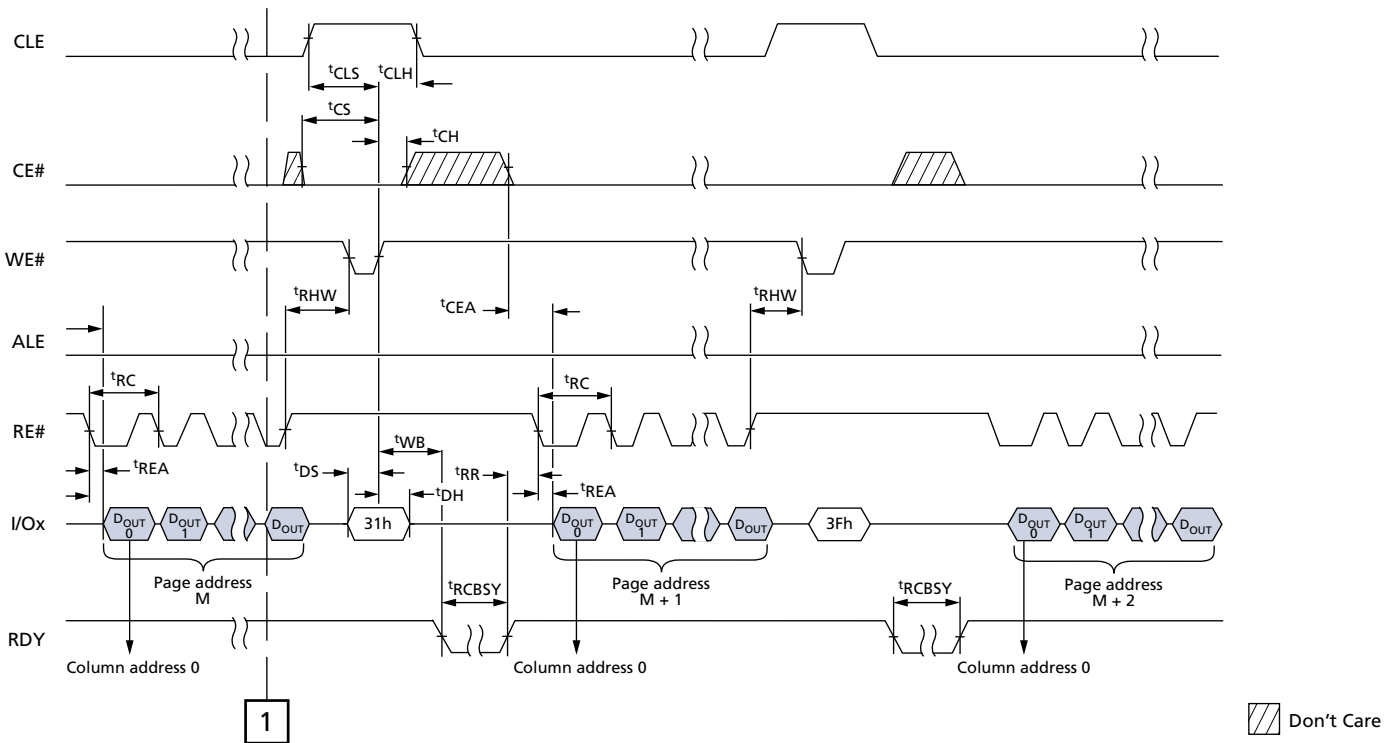 CLE
tCLS
tCLH
tCS
tCH
CE#
WE#
tRHW
tCEA
tRHW
ALE
tRC
tRC
RE#
tWB
tREA
tDS
tRR
tDH
tREA
I/Ox
DOUT
0
DOUT
1
DOUT
31h
DOUT
0
DOUT
1
DOUT
3Fh
DOUT
0
DOUT
1
DOUT
Page address
M
tRCBSY
Page address
M + 1
tRCBSY
Page address
M + 2
RDY
Column address 0
Column address 0
Column address 0
1
Don't Care